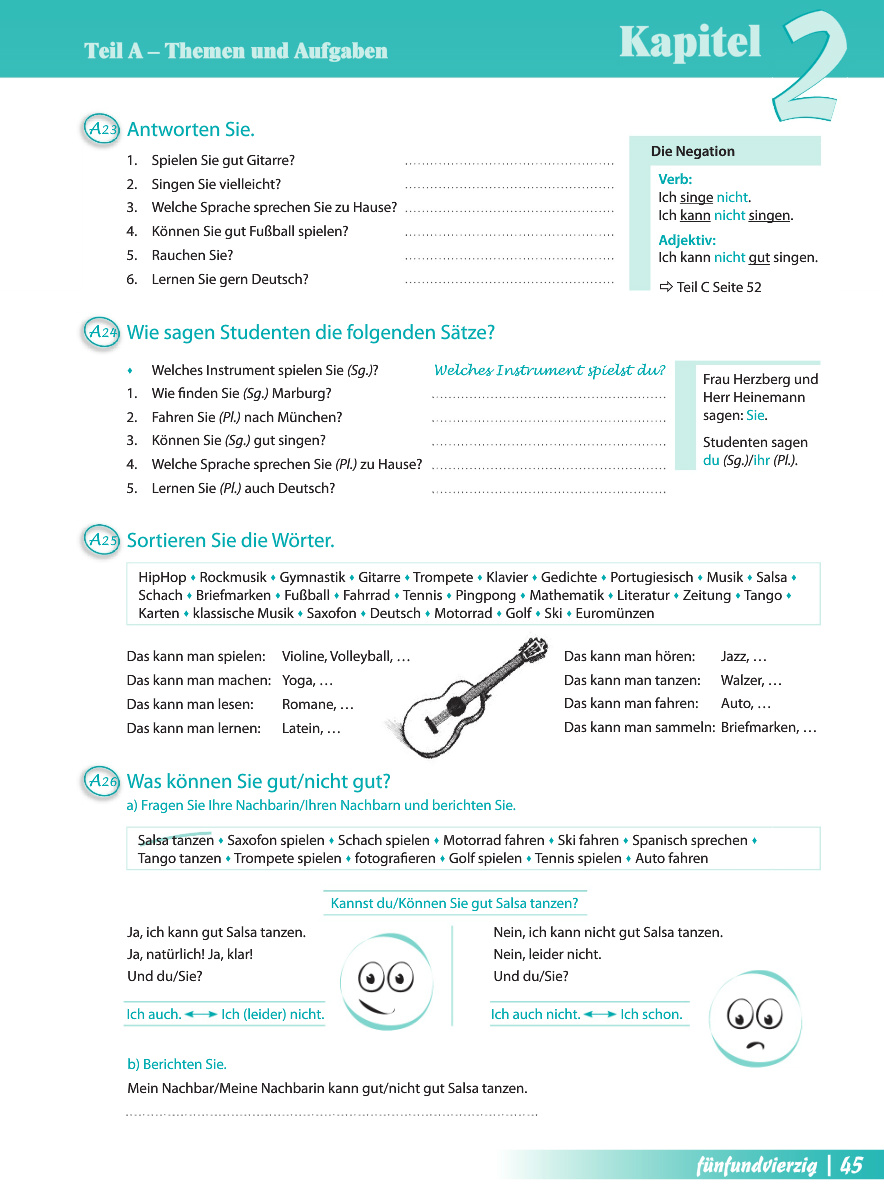 Teil A – Themen und Aufgaben
Kapitel 2
A23 Antworten Sie.
1. Spielen Sie gut Gitarre?
2. Singen Sie vielleicht?
3. Welche Sprache sprechen Sie zu Hause?
4. Können Sie gut Fußball spielen?
5. Rauchen Sie?
6. Lernen Sie gern Deutsch?
Die Negation
Verb:
Ich singe nicht.
Ich kann nicht singen.
Adjektiv:
Ich kann nicht gut singen.
⇨ Teil C Seite 52
A24 Wie sagen Studenten die folgenden Sätze?
♦ Welches Instrument spielen Sie (Sg.)? Welches Instrument spielst du?
1. Wie finden Sie (Sg.) Marburg?
2. Fahren Sie (Pl.) nach München?
3. Können Sie (Sg.) gut singen?
4. Welche Sprache sprechen Sie (Pl.) zu Hause?
5. Lernen Sie (Pl.) auch Deutsch?
Frau Herzberg und
Herr Heinemann
sagen: Sie.
Studenten sagen
du (Sg.)/ihr (Pl.).
A25 Sortieren Sie die Wörter.
HipHop ♦ Rockmusik ♦ Gymnastik ♦ Gitarre ♦ Trompete ♦ Klavier ♦ Gedichte ♦ Portugiesisch ♦ Musik ♦ Salsa ♦
Schach ♦ Briefmarken ♦ Fußball ♦ Fahrrad ♦ Tennis ♦ Pingpong ♦ Mathematik ♦ Literatur ♦ Zeitung ♦ Tango ♦
Karten ♦ klassische Musik ♦ Saxofon ♦ Deutsch ♦ Motorrad ♦ Golf ♦ Ski ♦ Euromünzen
Das kann man spielen: Violine, Volleyball, …
Das kann man machen: Yoga, …
Das kann man lesen: Romane, …
Das kann man lernen: Latein, …
Das kann man hören: Jazz, …
Das kann man tanzen: Walzer, …
Das kann man fahren: Auto, …
Das kann man sammeln: Briefmarken, …
A26 Was können Sie gut/nicht gut?
a) Fragen Sie Ihre Nachbarin/Ihren Nachbarn und berichten Sie.
Salsa tanzen ♦ Saxofon spielen ♦ Schach spielen ♦ Motorrad fahren ♦ Ski fahren ♦ Spanisch sprechen ♦
Tango tanzen ♦ Trompete spielen ♦ fotografieren ♦ Golf spielen ♦ Tennis spielen ♦ Auto fahren
Kannst du/Können Sie gut Salsa tanzen?
Ja, ich kann gut Salsa tanzen.
Ja, natürlich! Ja, klar!
Und du/Sie?
Ich auch. ↔ Ich (leider) nicht.
Nein, ich kann nicht gut Salsa tanzen.
Nein, leider nicht.
Und du/Sie?
Ich auch nicht. ↔ Ich schon.
b) Berichten Sie.
Mein Nachbar/Meine Nachbarin kann gut/nicht gut Salsa tanzen.
fünfundvierzig | 45